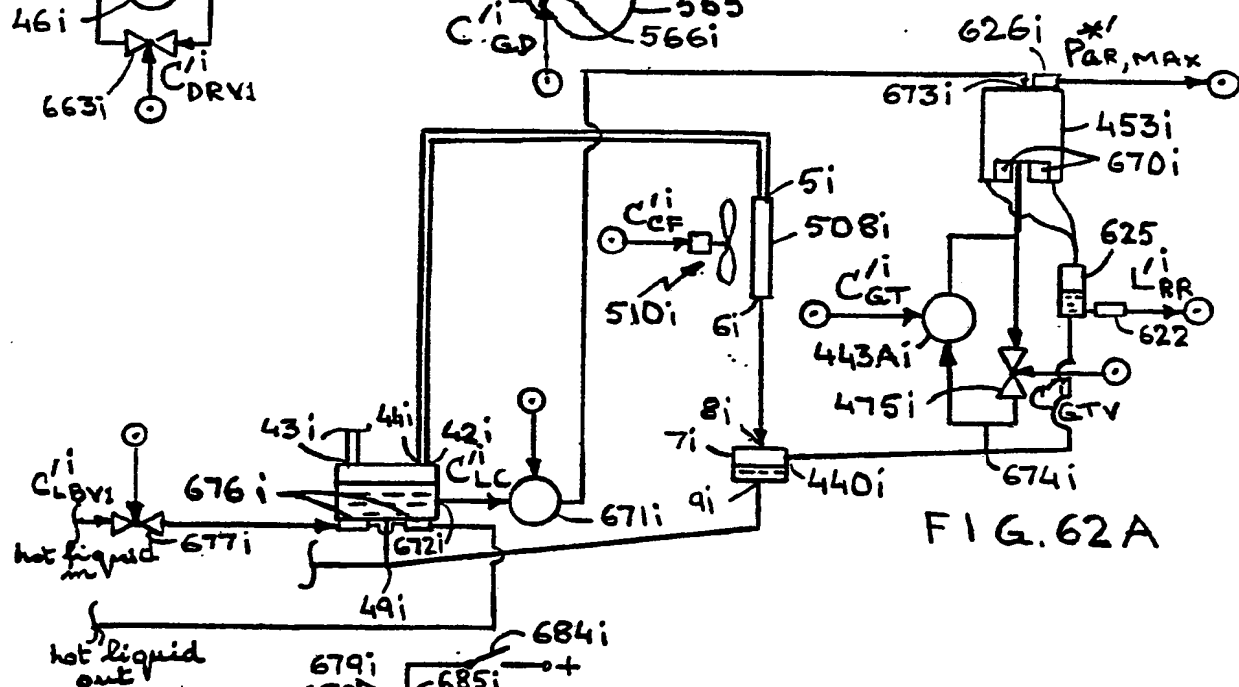 46i
663i
C'i DRV1
C'i GD
565
566i
626i
P*' GR, MAX
673i
453i
670i
5i
C'i CF
508i
510i
6i
625
L'i RR
622
C'i GT
443Ai
475i
C'i GTV
8i
7i
9i
440i
674i
43i
44i
42i
C'i LC
C'i LBV1
676i
671i
672i
677i
hot liquid in
49i
FIG. 62A
hot liquid out
684i
+
679i
685i